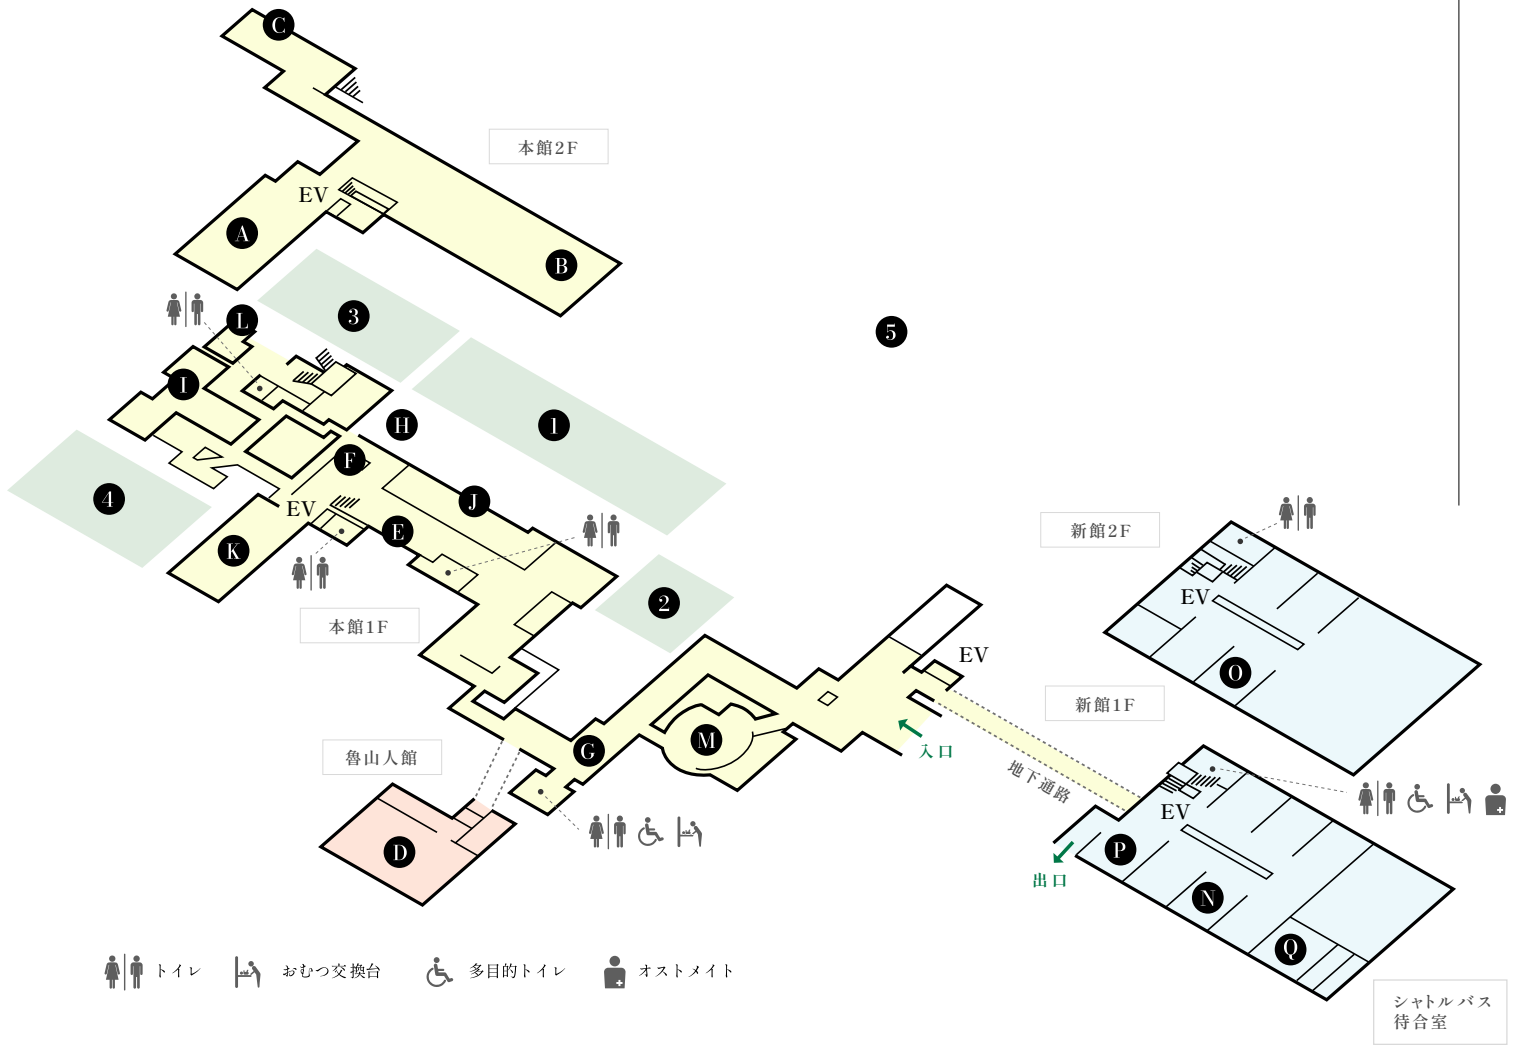 C
本館2F
EV
A
B
3
L
5
I
H
1
F
4
J
EV
E
K
新館2F
2
EV
本館1F
EV
O
新館1F
G
M
入口
魯山人館
地下通路
EV
D
P
出口
N
Q
トイレ
おむつ交換台
多目的トイレ
オストメイト
シャトルバス
待合室